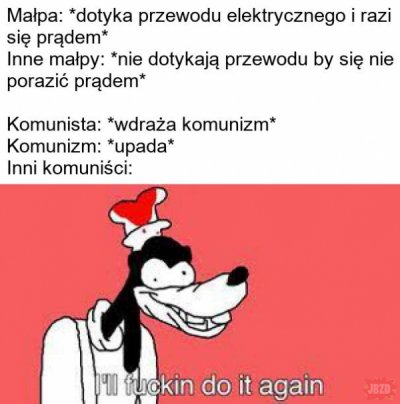 Małpa: *dotyka przewodu elektrycznego i razi
się prądem*
Inne małpy: *nie dotykają przewodu by się nie
porazić prądem*
Komunista: *wdraża komunizm*
Komunizm: *upada*
Inni komuniści:
I'll fuckin do it again
JBZD